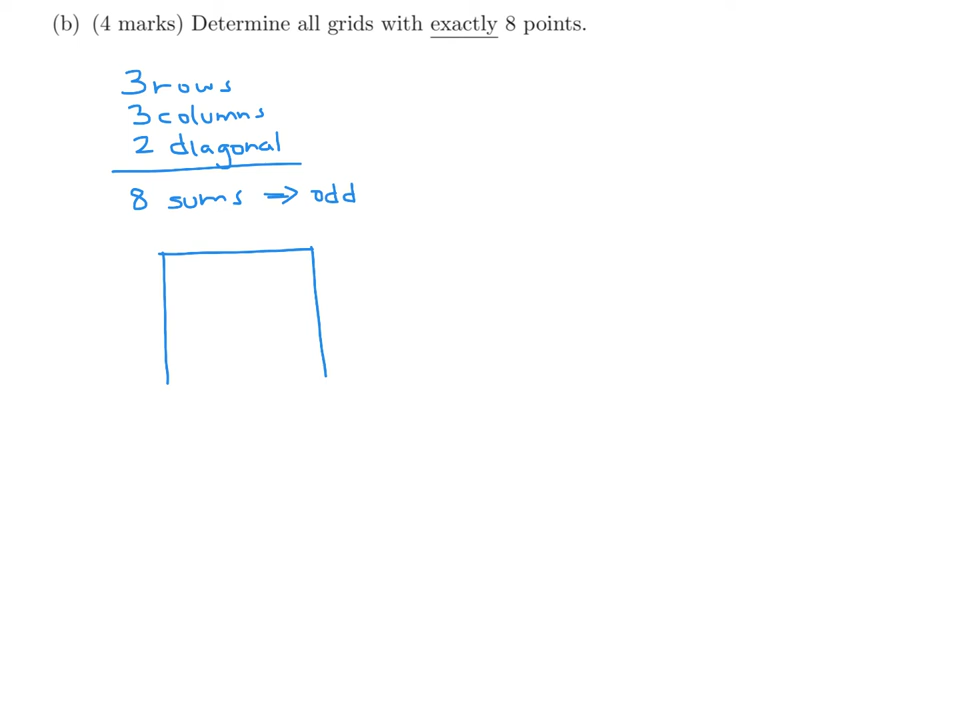 (b) (4 marks) Determine all grids with exactly 8 points.
3 rows
3 columns
2 diagonal
8 sums ⇒ odd